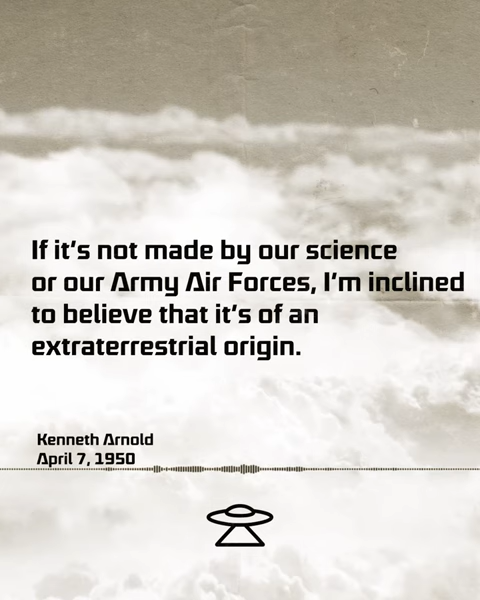 If it's not made by our science
or our Army Air Forces, I'm inclined
to believe that it's of an
extraterrestrial origin.
Kenneth Arnold
April 7, 1950